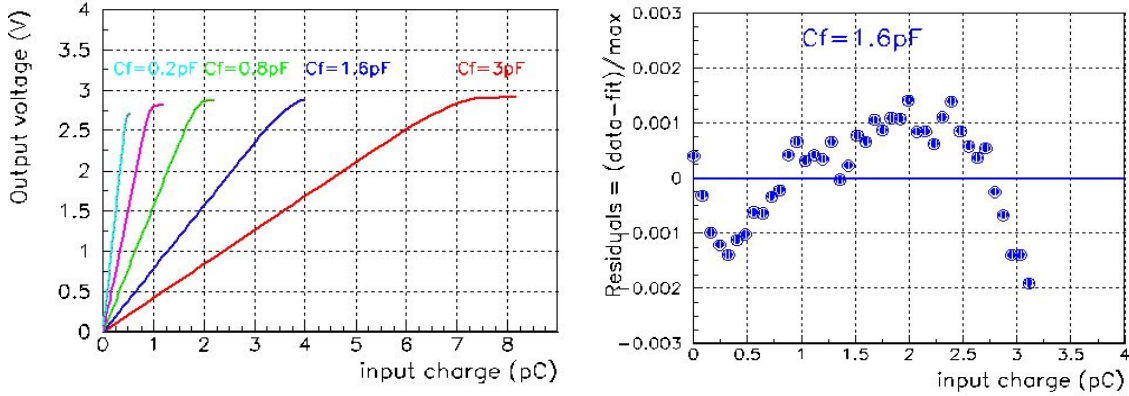 Output voltage (V)
4
3.5
3
2.5
2
1.5
1
0.5
0
Cf=0.2pF Cf=0.8pF Cf=1.6pF Cf=3pF
0 1 2 3 4 5 6 7 8
input charge (pC)
Residuals = (data-fit)/max
0.003
0.002
0.001
0
-0.001
-0.002
-0.003
Cf=1.6pF
0 0.5 1 1.5 2 2.5 3 3.5 4
input charge (pC)